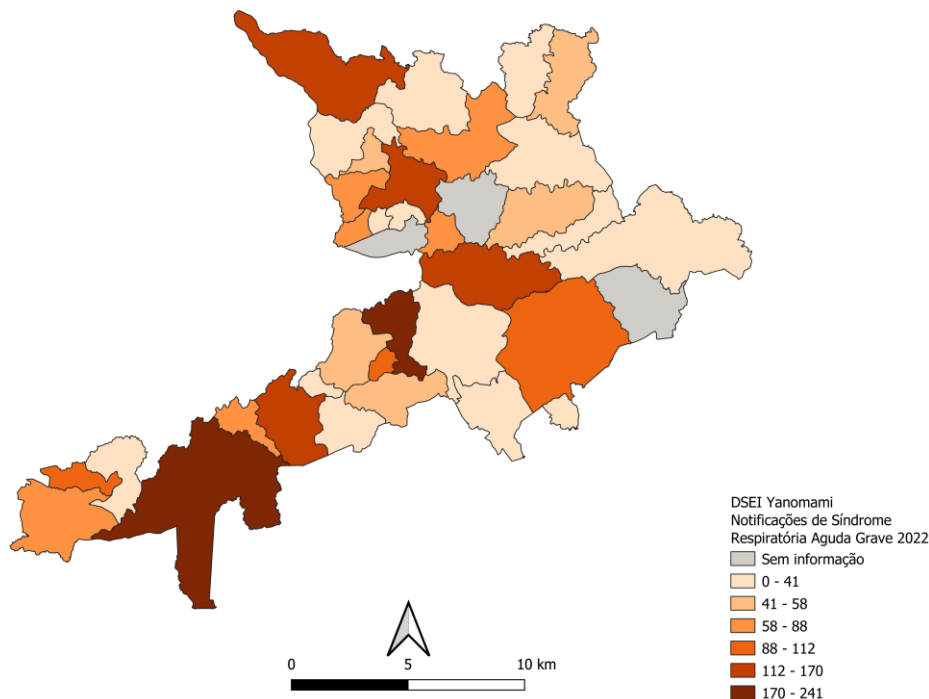 DSEI Yanomami
Notificações de Síndrome
Respiratória Aguda Grave 2022
Sem informação
0 - 41
41 - 58
58 - 88
88 - 112
112 - 170
170 - 241
0 5 10 km